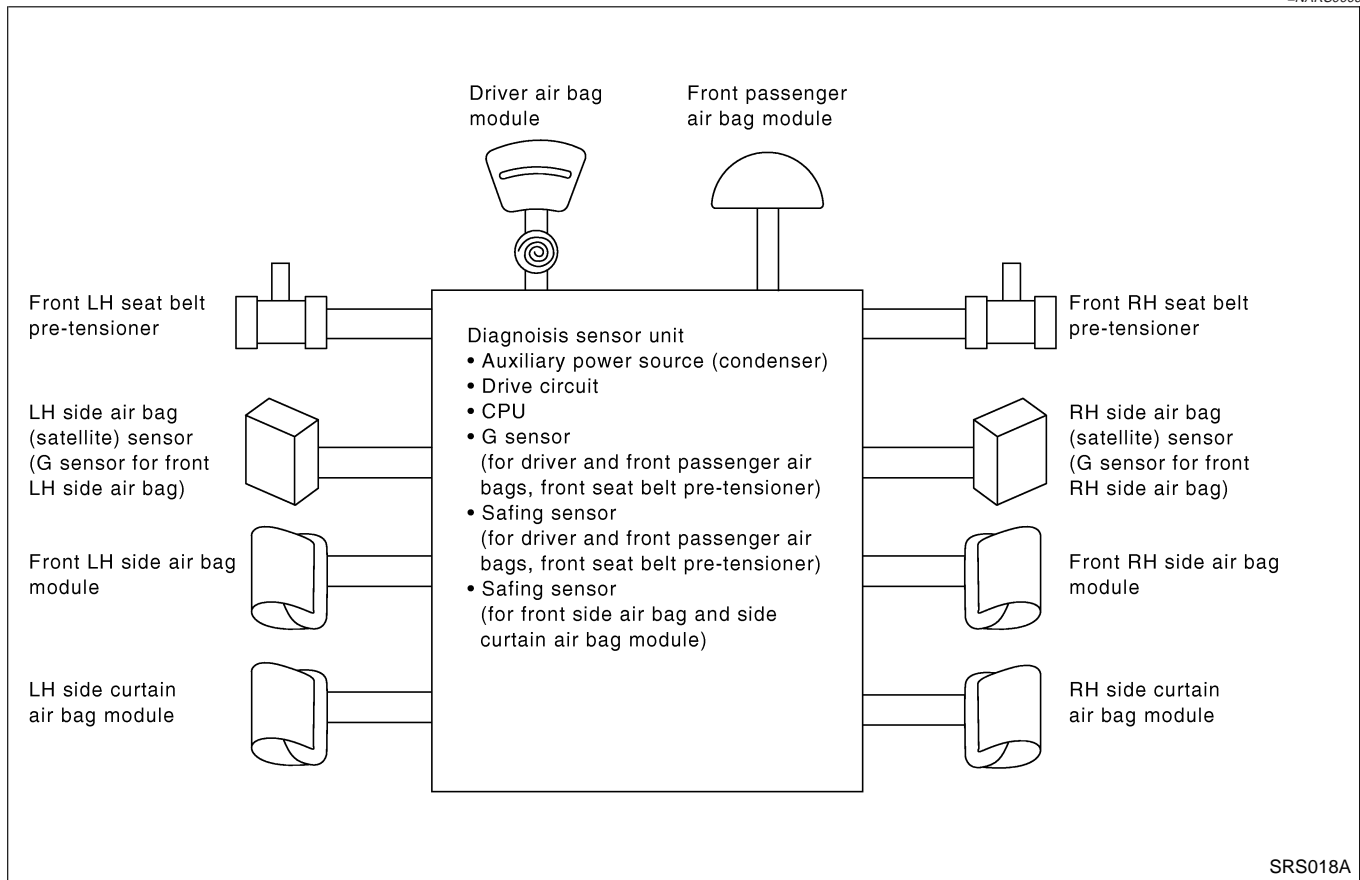 Driver air bag
module
Front passenger
air bag module
Front LH seat belt
pre-tensioner
LH side air bag
(satellite) sensor
(G sensor for front
LH side air bag)
Front LH side air bag
module
LH side curtain
air bag module
Diagnoisis sensor unit
• Auxiliary power source (condenser)
• Drive circuit
• CPU
• G sensor
(for driver and front passenger air
bags, front seat belt pre-tensioner)
• Safing sensor
(for driver and front passenger air
bags, front seat belt pre-tensioner)
• Safing sensor
(for front side air bag and side
curtain air bag module)
Front RH seat belt
pre-tensioner
RH side air bag
(satellite) sensor
(G sensor for front
RH side air bag)
Front RH side air bag
module
RH side curtain
air bag module
SRS018A